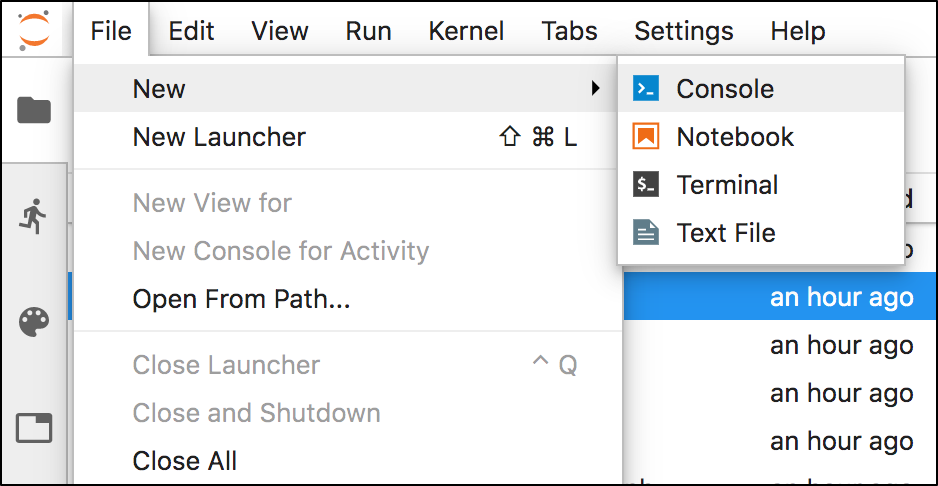 File Edit View Run Kernel Tabs Settings Help
New Console
New Launcher ⇧ ⌘ L Notebook
Terminal
New View for
Text File
New Console for Activity
Open From Path... an hour ago
an hour ago
Close Launcher ^ Q
an hour ago
Close and Shutdown
an hour ago
Close All